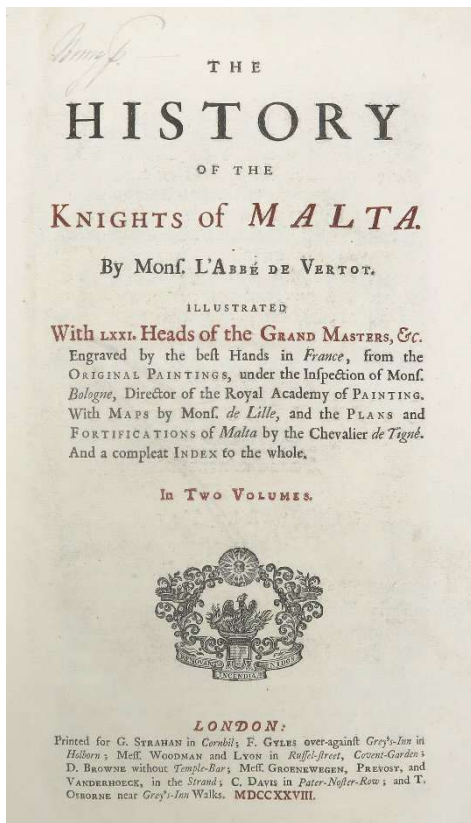 THE
HISTORY
OF THE
KNIGHTS of MALTA.
By Monſ. L'ABBÉ DE VERTOT.
ILLUSTRATED
With LXXI. Heads of the GRAND MASTERS, &c.
Engraved by the beſt Hands in France, from the
ORIGINAL PAINTINGS, under the Inſpection of Monſ.
Bologne, Director of the Royal Academy of PAINTING.
With MAPS by Monſ. de Lille, and the PLANS and
FORTIFICATIONS of Malta by the Chevalier de Tigné.
And a compleat INDEX to the whole.
In TWO VOLUMES.
INCENDIA
LONDON:
Printed for G. STRAHAN in Cornhil; F. GYLES over-againſt Grey's-Inn in
Holborn; Meſſ. WOODMAN and LYON in Ruſſel-ſtreet, Covent-Garden;
D. BROWNE without Temple-Bar; Meſſ. GROENEWEGEN, PREVOST, and
VANDERHOECK, in the Strand; C. DAVIS in Pater-Noſter-Row; and T.
OSBORNE near Grey's-Inn Walks. MDCCXXVIII.